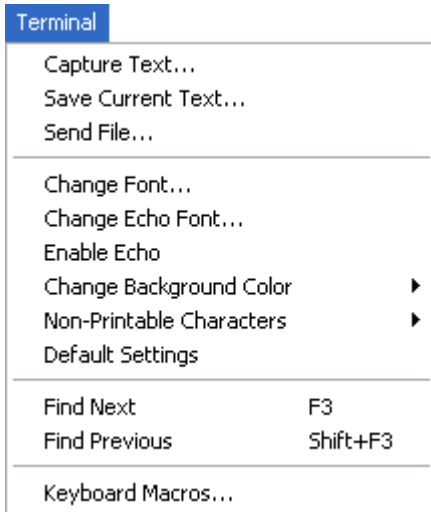 Terminal
Capture Text...
Save Current Text...
Send File...
Change Font...
Change Echo Font...
Enable Echo
Change Background Color
Non-Printable Characters
Default Settings
Find Next F3
Find Previous Shift+F3
Keyboard Macros...